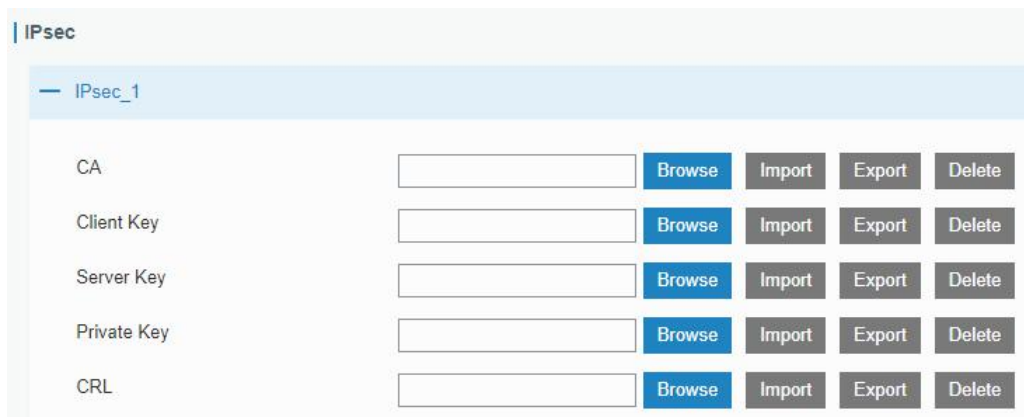 IPsec
IPsec_1
CA Browse Import Export Delete
Client Key Browse Import Export Delete
Server Key Browse Import Export Delete
Private Key Browse Import Export Delete
CRL Browse Import Export Delete